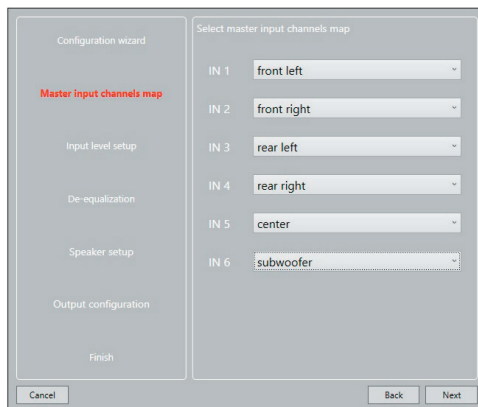 Configuration wizard
Master input channels map
Input level setup
De-equalization
Speaker setup
Output configuration
Finish
Select master input channels map
IN 1 front left
IN 2 front right
IN 3 rear left
IN 4 rear right
IN 5 center
IN 6 subwoofer
Cancel Back Next